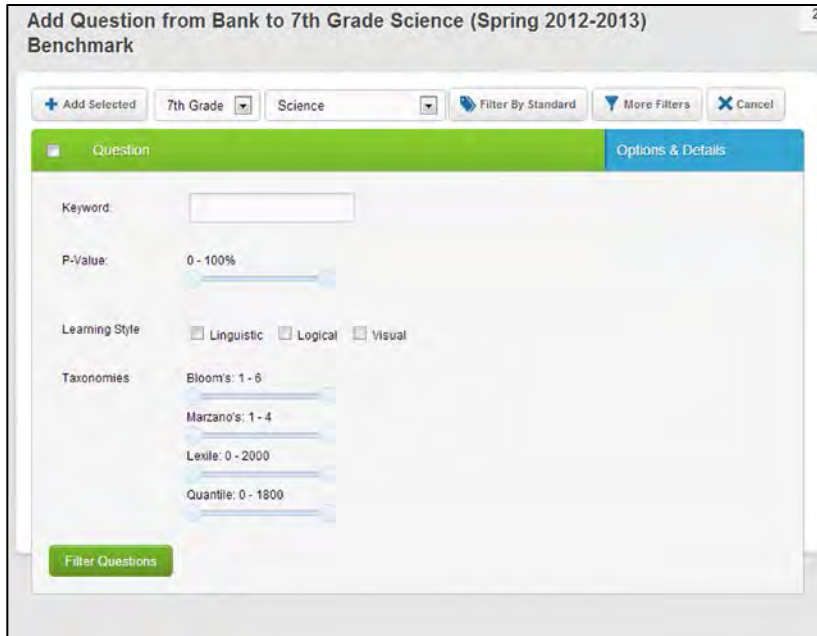 Add Question from Bank to 7th Grade Science (Spring 2012-2013)
Benchmark
2
Add Selected 7th Grade Science Filter By Standard More Filters Cancel
Question Options & Details
Keyword:
P-Value: 0 - 100%
Learning Style Linguistic Logical Visual
Taxonomies Bloom's: 1 - 6
Marzano's: 1 - 4
Lexile: 0 - 2000
Quantile: 0 - 1800
Filter Questions